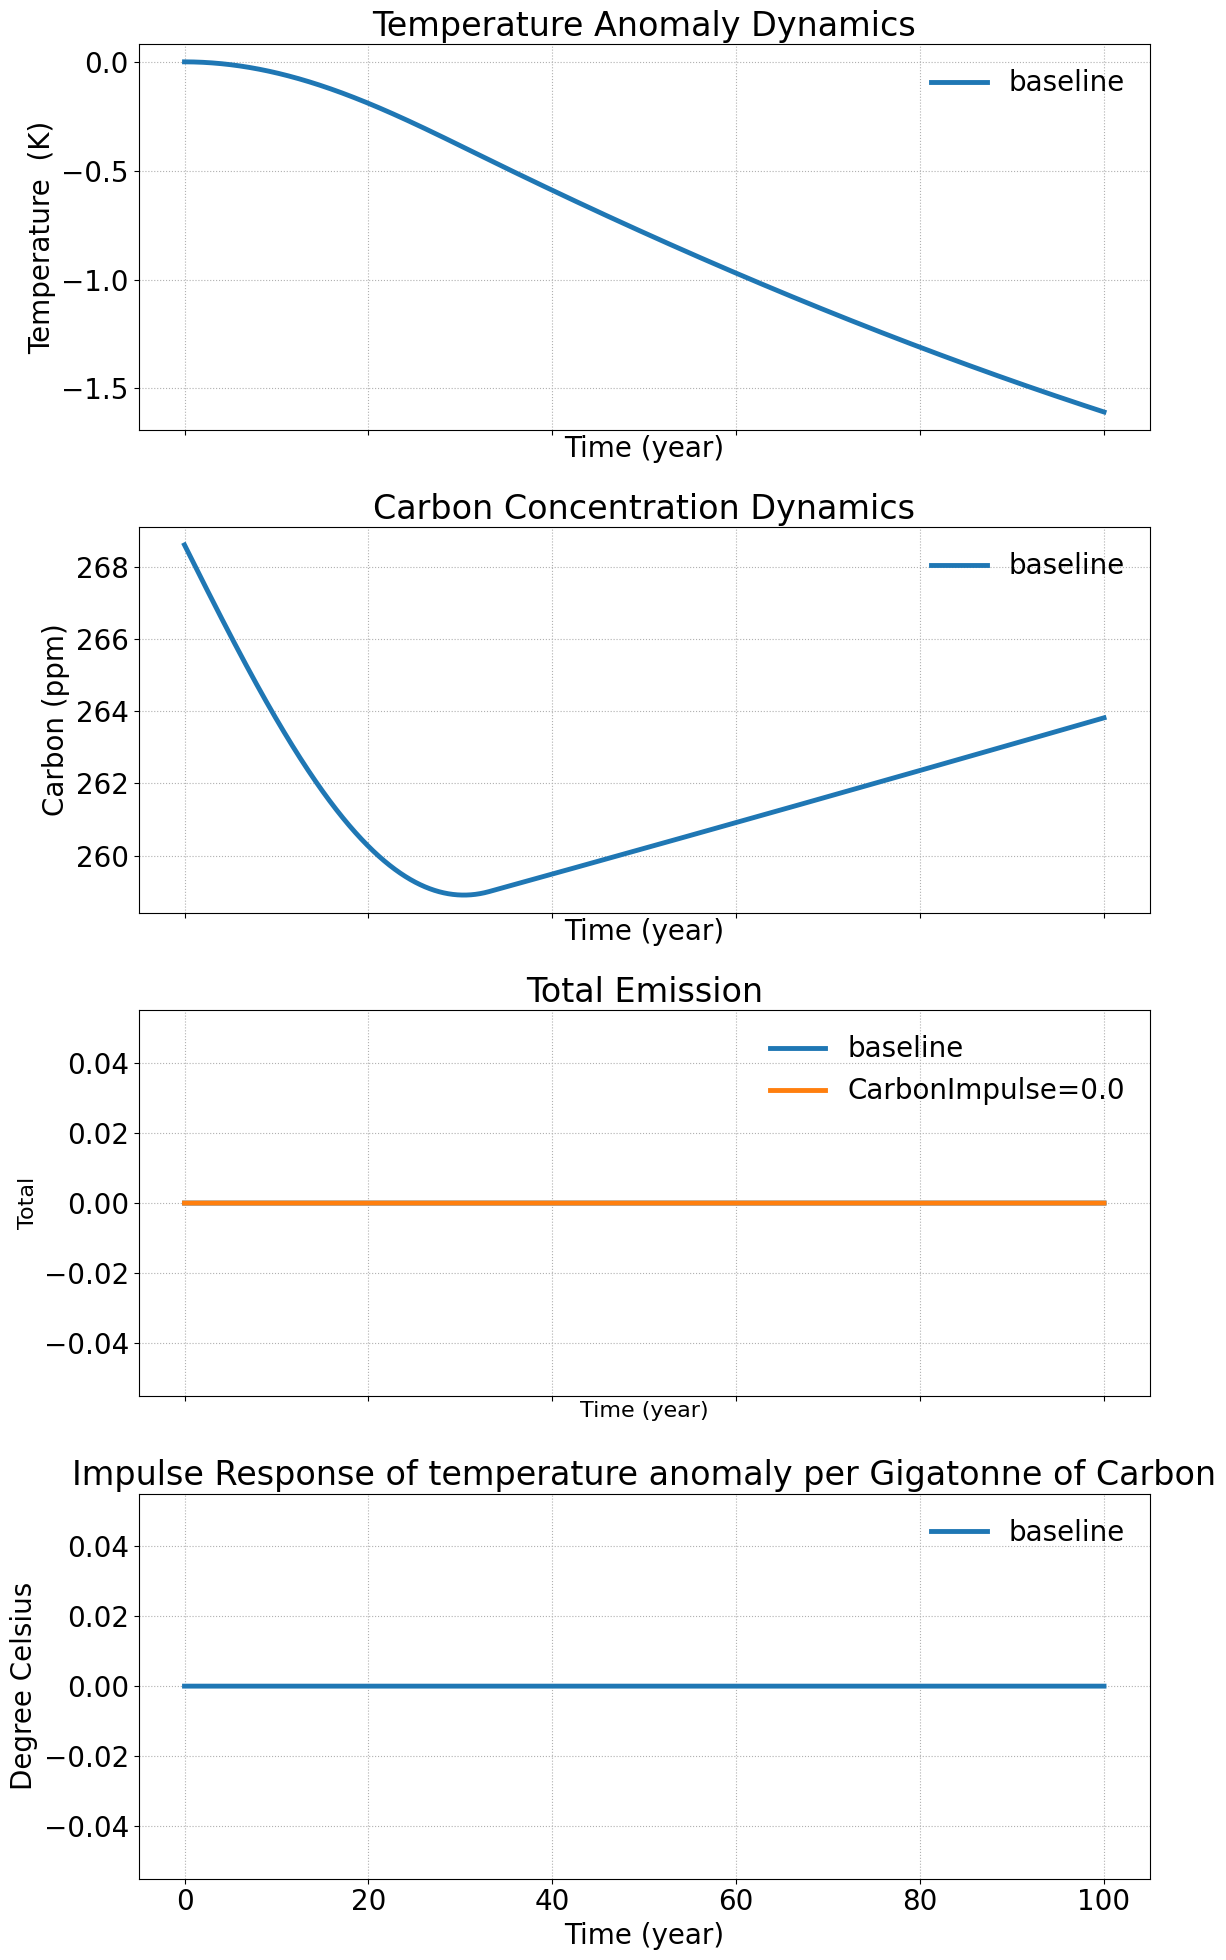 Temperature Anomaly Dynamics
0.0
−0.5
−1.0
−1.5
Temperature (K)
baseline
Time (year)
Carbon Concentration Dynamics
268
266
264
262
260
Carbon (ppm)
baseline
Time (year)
Total Emission
0.04
0.02
0.00
−0.02
−0.04
Total
baseline
CarbonImpulse=0.0
Time (year)
Impulse Response of temperature anomaly per Gigatonne of Carbon
0.04
0.02
0.00
−0.02
−0.04
Degree Celsius
baseline
0 20 40 60 80 100
Time (year)